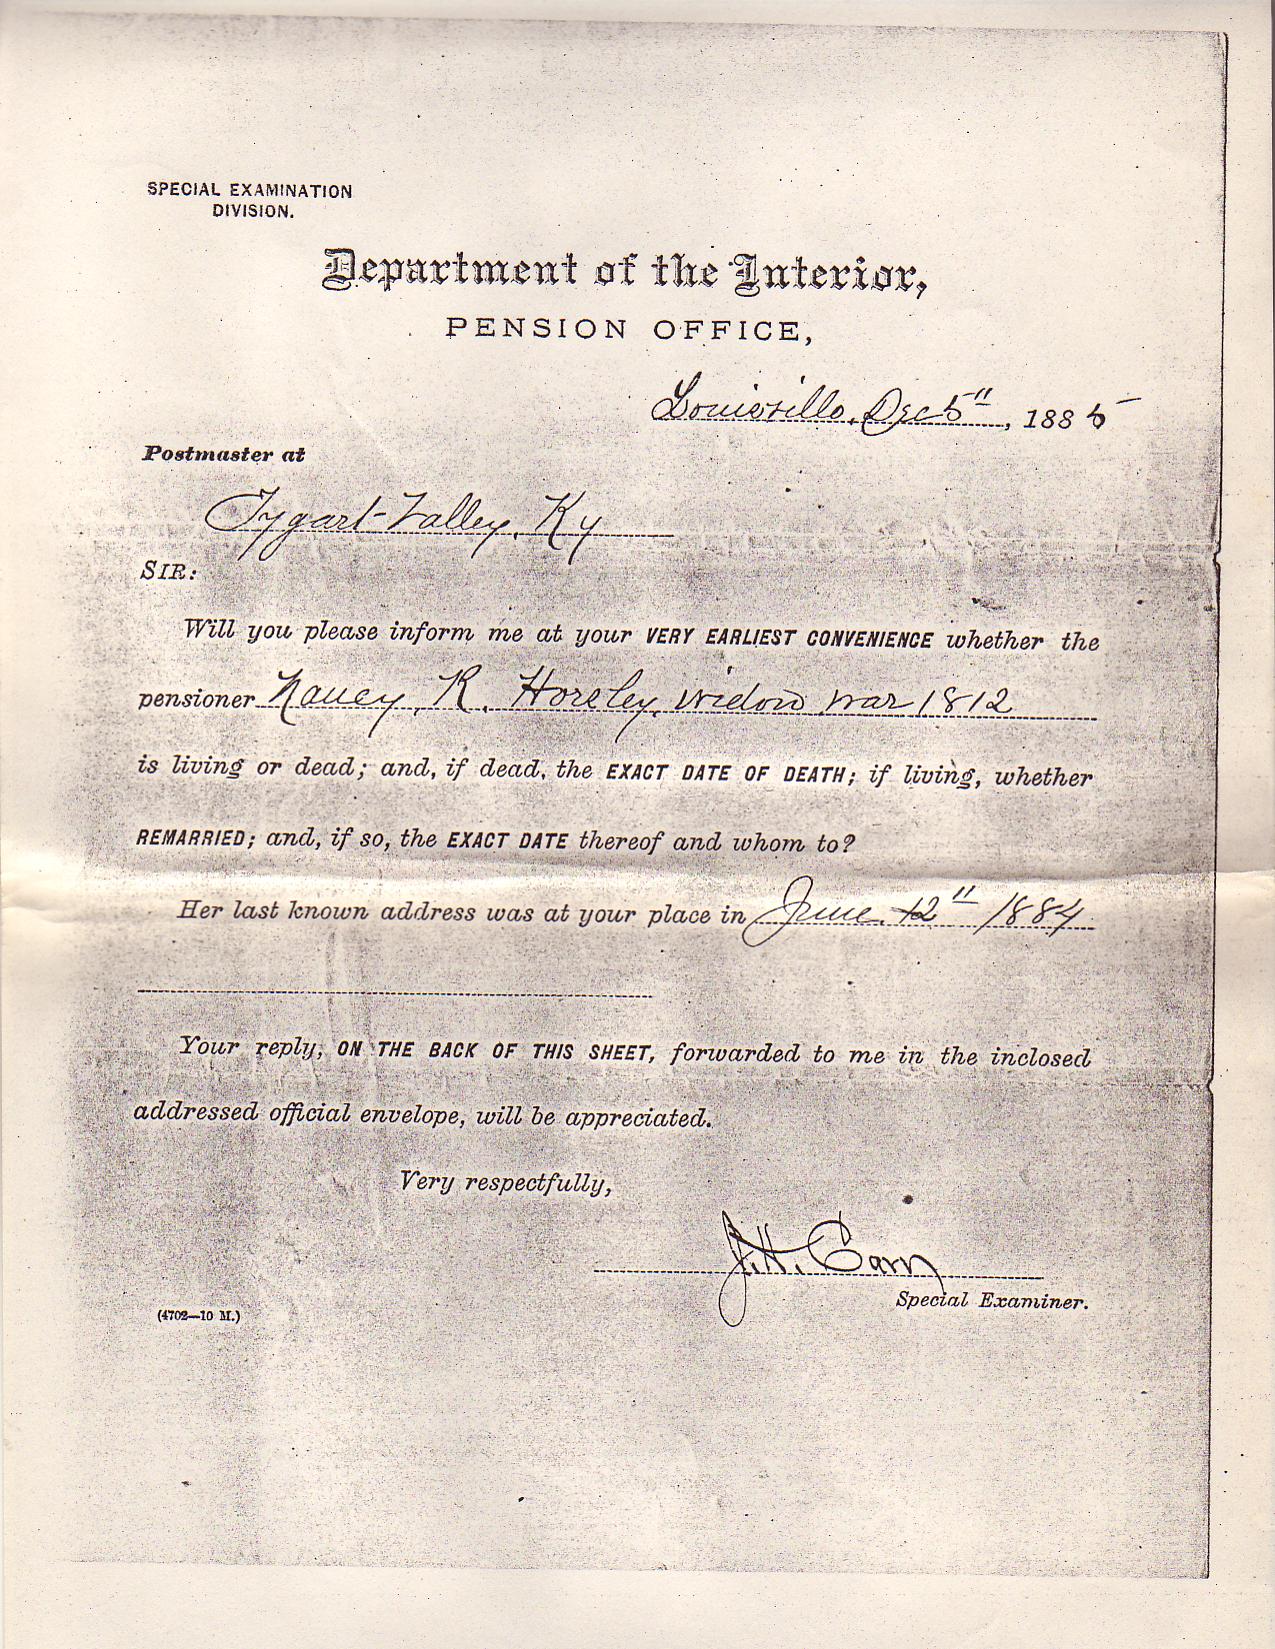 SPECIAL EXAMINATION
DIVISION.
Department of the Interior,
PENSION OFFICE,
Louisville, Dec 5", 1885
Postmaster at
Tygart-Valley, Ky
SIR:
Will you please inform me at your VERY EARLIEST CONVENIENCE whether the
pensioner Nancy R. Horsley, widow war 1812
is living or dead; and, if dead, the EXACT DATE OF DEATH; if living, whether
REMARRIED; and, if so, the EXACT DATE thereof and whom to?
Her last known address was at your place in June 12" 1884
Your reply, ON THE BACK OF THIS SHEET, forwarded to me in the inclosed
addressed official envelope, will be appreciated.
Very respectfully,
J. H.
Special Examiner.
(4702—10 M.)